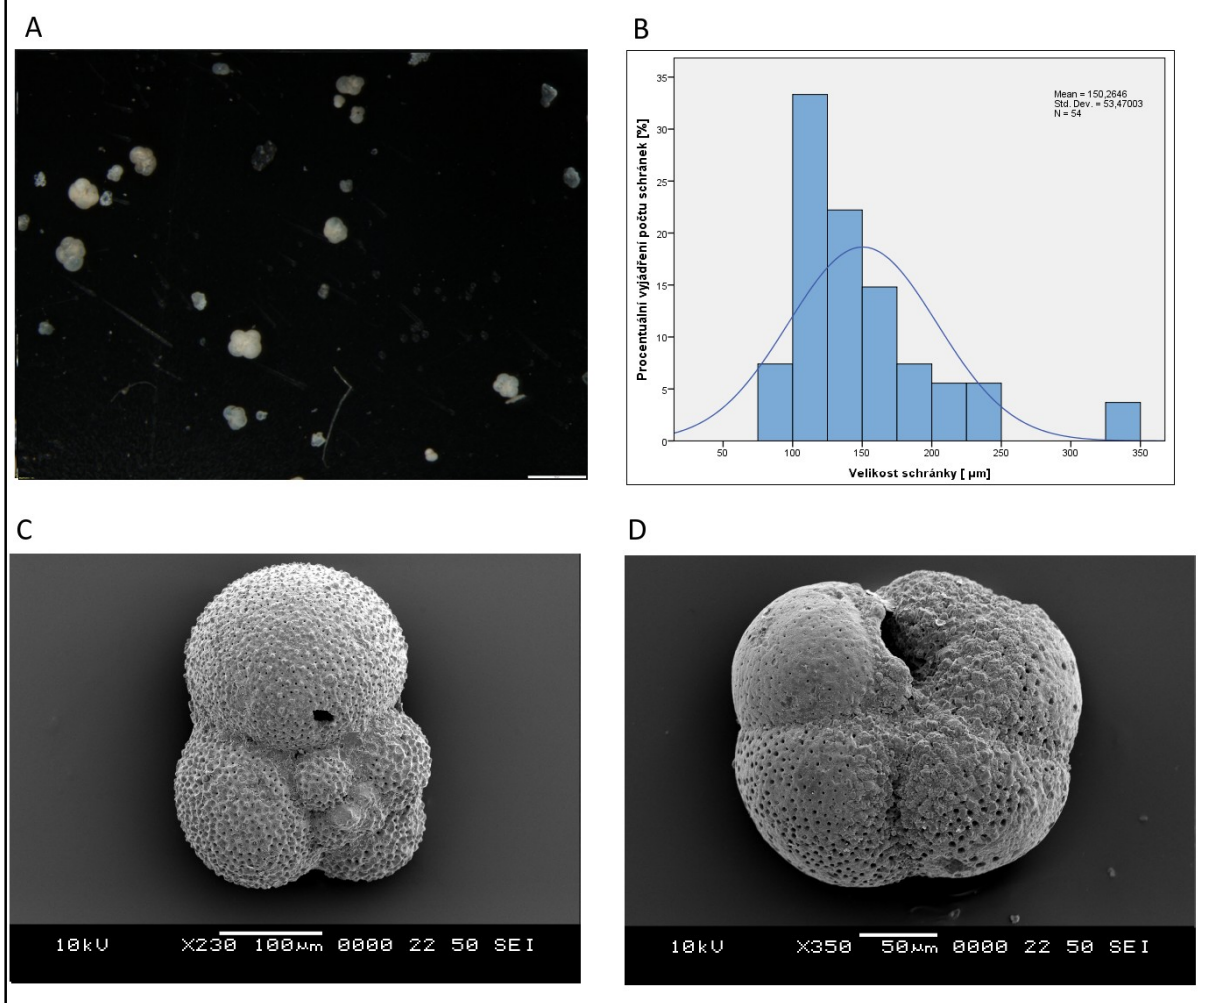 A
B
35
30
25
20
15
10
5
0
Procentuální vyjádření počtu schránek [%]
Mean = 150,2646
Std. Dev. = 53,47003
N = 54
50 100 150 200 250 300 350
Velikost schránky [ µm]
C
D
10kV X230 100µm 0000 22 50 SEI
10kV X350 50µm 0000 22 50 SEI